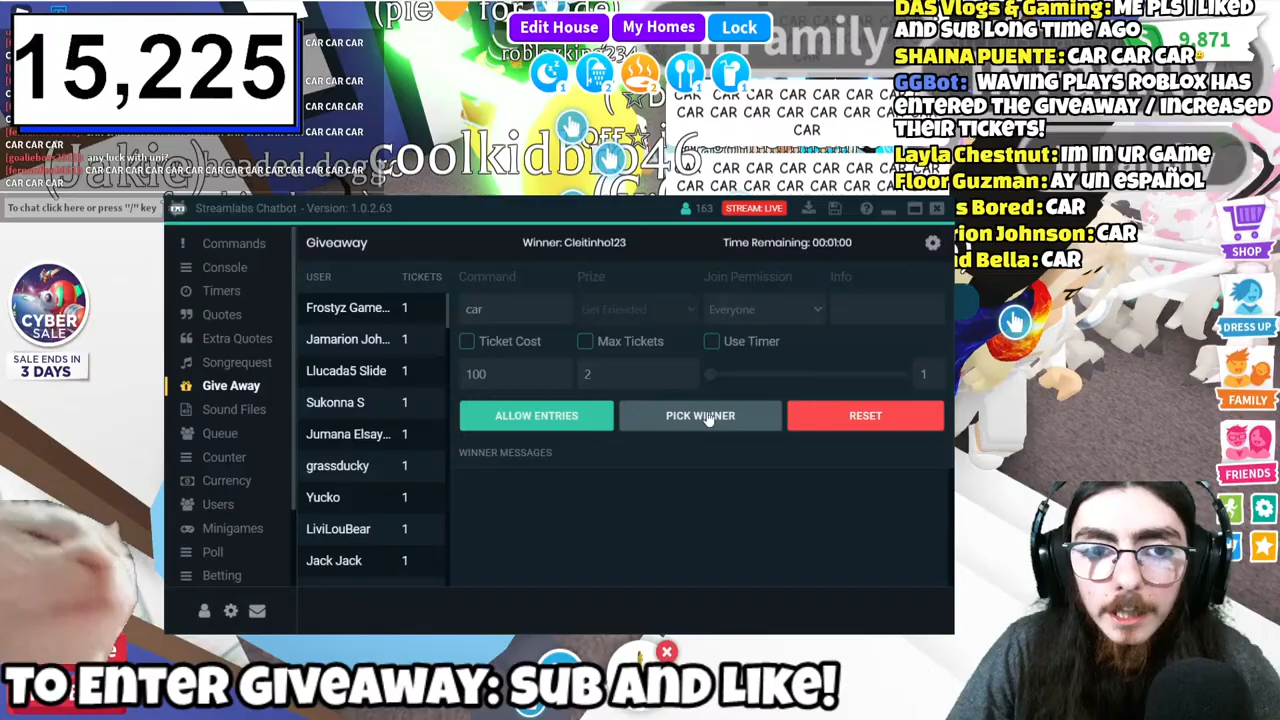 15,225
CAR CAR CAR
CAR CAR CAR
CAR CAR CAR
CAR CAR CAR
any luck with uni?
CAR CAR CAR CAR CAR CAR CAR CAR CAR
CAR CAR CAR
To chat click here or press "/" key
Edit House
My Homes
Lock
headed dog
coolkidbro46
CAR CAR CAR CAR CAR CAR
CAR
CAR CAR CAR CAR CAR CAR
CAR CAR CAR CAR CAR CAR
9,871
DAS Vlogs & Gaming: ME PLS I LIKED
AND SUB LONG TIME AGO
SHAINA PUENTE: CAR CAR CAR
GGBot: WAVING PLAYS ROBLOX HAS
ENTERED THE GIVEAWAY / INCREASED
THEIR TICKETS!
Layla Chestnut: IM IN UR GAME
Floor Guzman: AY UN ESPAÑOL
s Bored: CAR
rion Johnson: CAR
d Bella: CAR
Streamlabs Chatbot - Version: 1.0.2.63
163
STREAM: LIVE
Commands
Console
Timers
Quotes
Extra Quotes
Songrequest
Give Away
Sound Files
Queue
Counter
Currency
Users
Minigames
Poll
Betting
Giveaway
Winner: Cleitinho123
Time Remaining: 00:01:00
USER TICKETS
Frostyz Game... 1
Jamarion Joh... 1
Llucada5 Slide 1
Sukonna S 1
Jumana Elsay... 1
grassducky 1
Yucko 1
LiviLouBear 1
Jack Jack 1
Command Prize Join Permission Info
car Get Friended Everyone
Ticket Cost Max Tickets Use Timer
100 2 1
ALLOW ENTRIES PICK WINNER RESET
WINNER MESSAGES
CYBER
SALE
SALE ENDS IN
3 DAYS
SHOP
DRESS UP
FAMILY
FRIENDS
TO ENTER GIVEAWAY: SUB AND LIKE!